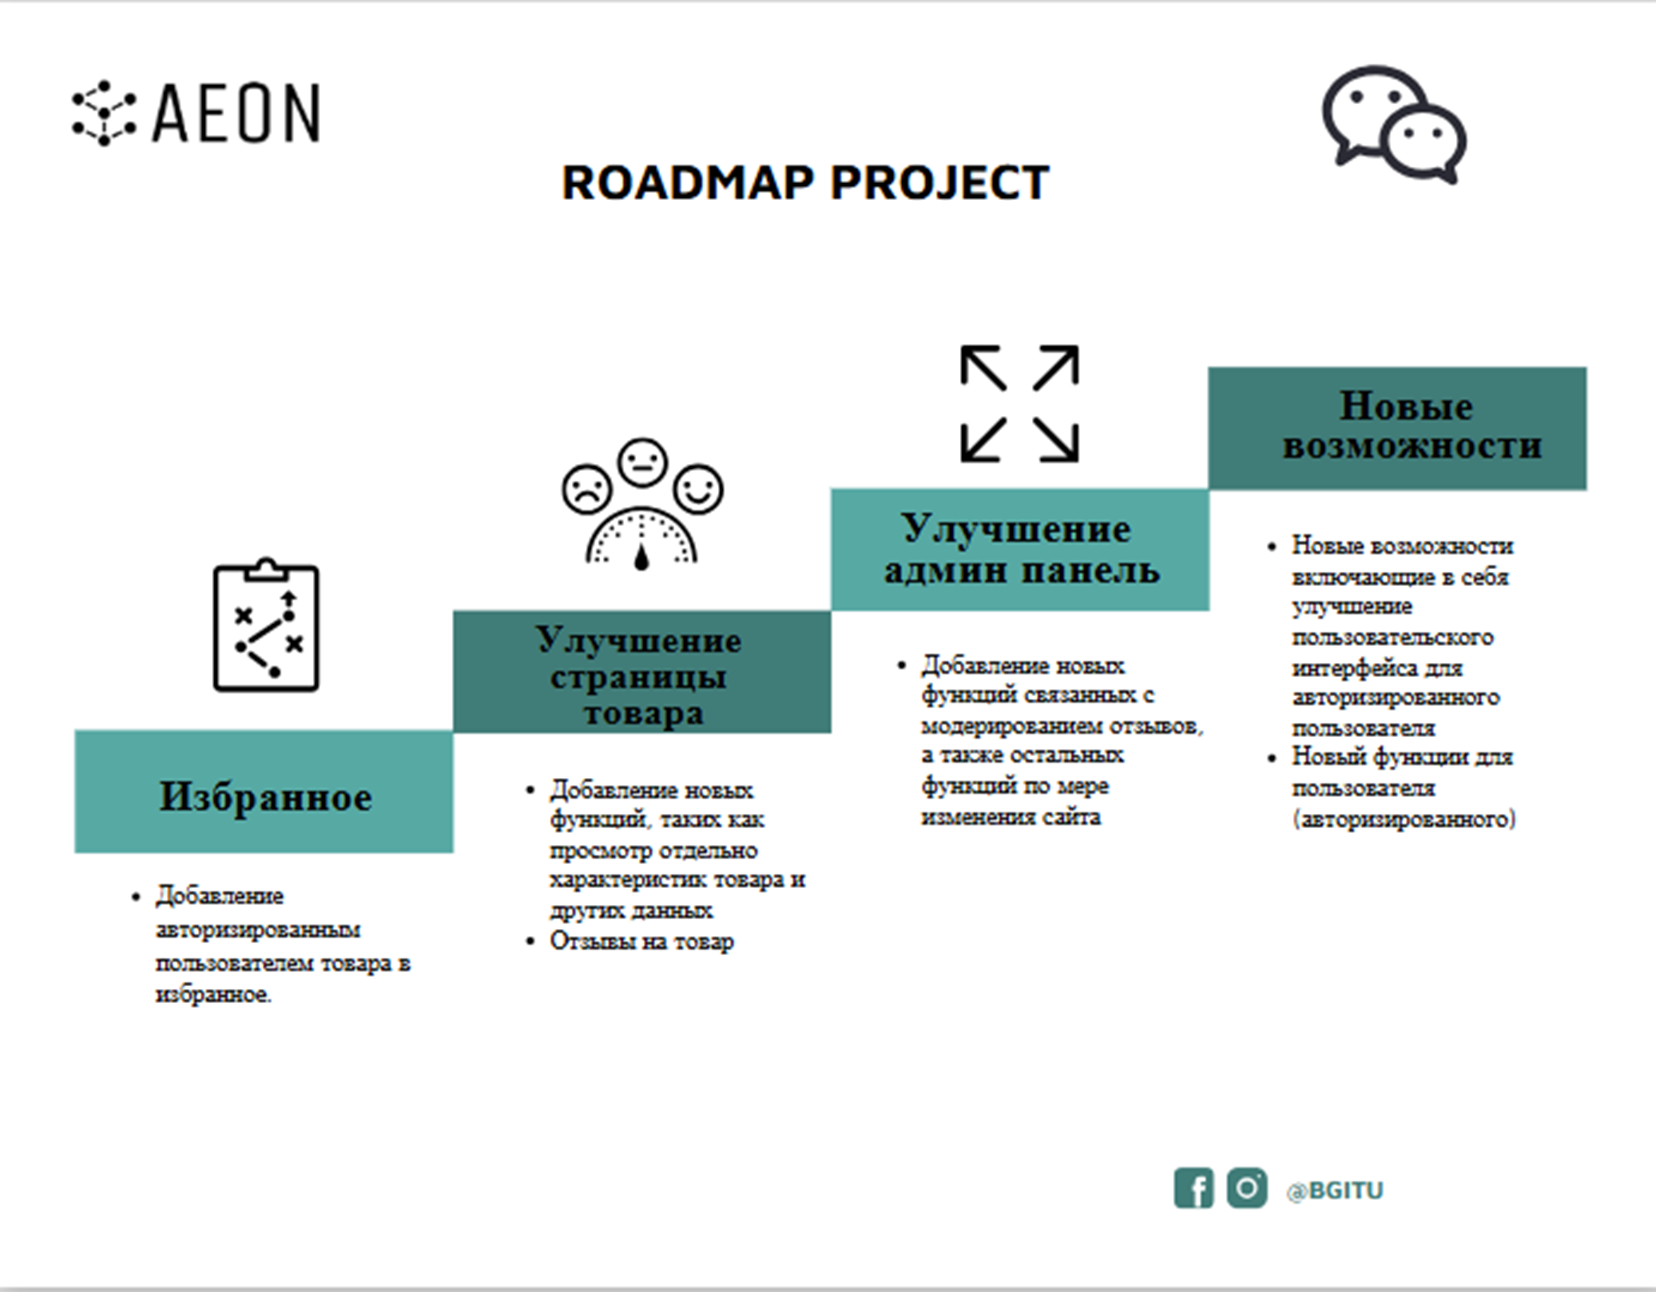 AEON
ROADMAP PROJECT
Избранное
Добавление
авторизированным
пользователем товара в
избранное.
Улучшение
страницы
товара
Добавление новых
функций, таких как
просмотр отдельно
характеристик товара и
других данных
Отзывы на товар
Улучшение
админ панель
Добавление новых
функций связанных с
модерированием отзывов,
а также остальных
функций по мере
изменения сайта
Новые
возможности
Новые возможности
включающие в себя
улучшение
пользовательского
интерфейса для
авторизированного
пользователя
Новый функции для
пользователя
(авторизированного)
@BGITU